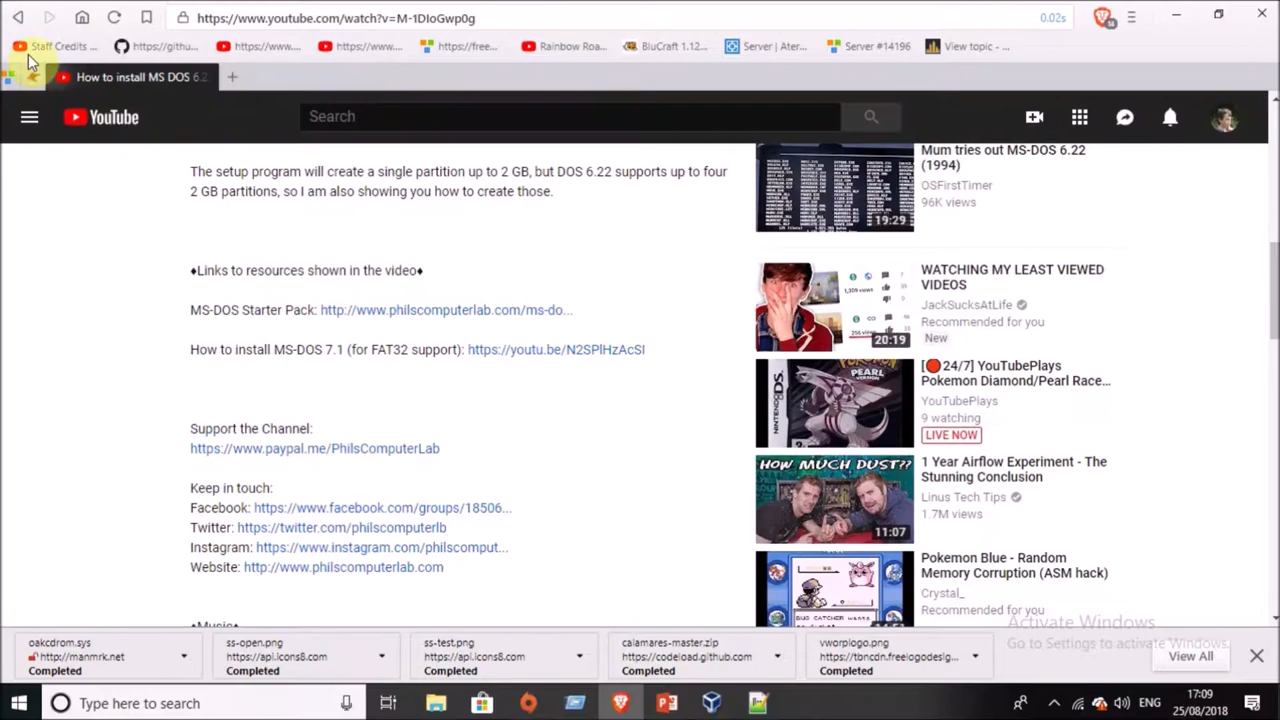 https://www.youtube.com/watch?v=M-1DIoGwp0g
0.02s
Staff Credits ...
https://githu...
https://www....
https://www....
https://free...
Rainbow Roa...
BluCraft 1.12...
Server | Ater...
Server #14196
View topic - ...
How to install MS DOS 6.2
YouTube
Search
The setup program will create a single partition up to 2 GB, but DOS 6.22 supports up to four
2 GB partitions, so I am also showing you how to create those.
♦Links to resources shown in the video♦
MS-DOS Starter Pack: http://www.philscomputerlab.com/ms-do...
How to install MS-DOS 7.1 (for FAT32 support): https://youtu.be/N2SPlHzAcSI
Support the Channel:
https://www.paypal.me/PhilsComputerLab
Keep in touch:
Facebook: https://www.facebook.com/groups/18506...
Twitter: https://twitter.com/philscomputerlb
Instagram: https://www.instagram.com/philscomput...
Website: http://www.philscomputerlab.com
♦Music♦
Mum tries out MS-DOS 6.22
(1994)
OSFirstTimer
96K views
19:29
WATCHING MY LEAST VIEWED
VIDEOS
JackSucksAtLife
Recommended for you
New
20:19
[🔴24/7] YouTubePlays
Pokemon Diamond/Pearl Race...
YouTubePlays
9 watching
LIVE NOW
NINTENDO DS
POKEMON
PEARL
VERSION
1 Year Airflow Experiment - The
Stunning Conclusion
Linus Tech Tips
1.7M views
HOW MUCH DUST??
11:07
Pokemon Blue - Random
Memory Corruption (ASM hack)
Crystal_
Recommended for you
BUG CATCHER wants
Activate Windows
Go to Settings to activate Windows.
oakcdrom.sys
http://manmrk.net
Completed
ss-open.png
https://api.icons8.com
Completed
ss-test.png
https://api.icons8.com
Completed
calamares-master.zip
https://codeload.github.com
Completed
vworplogo.png
https://tbncdn.freelogodesig...
Completed
View All
Type here to search
ENG
17:09
25/08/2018